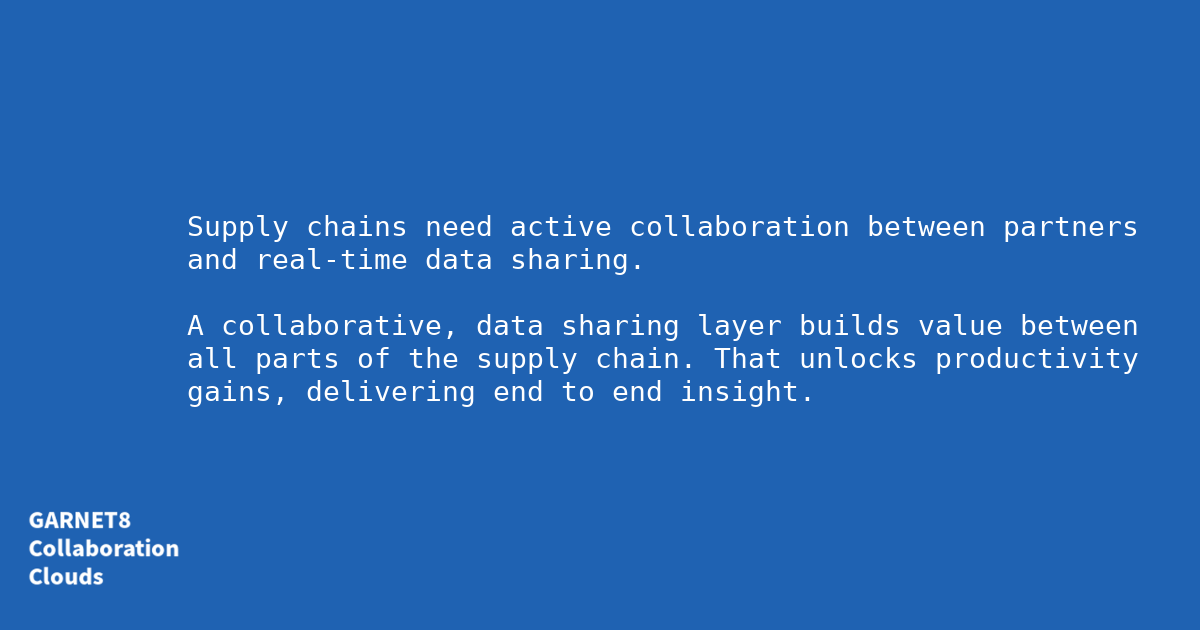 Supply chains need active collaboration between partners
and real-time data sharing.
A collaborative, data sharing layer builds value between
all parts of the supply chain. That unlocks productivity
gains, delivering end to end insight.
GARNET8
Collaboration
Clouds